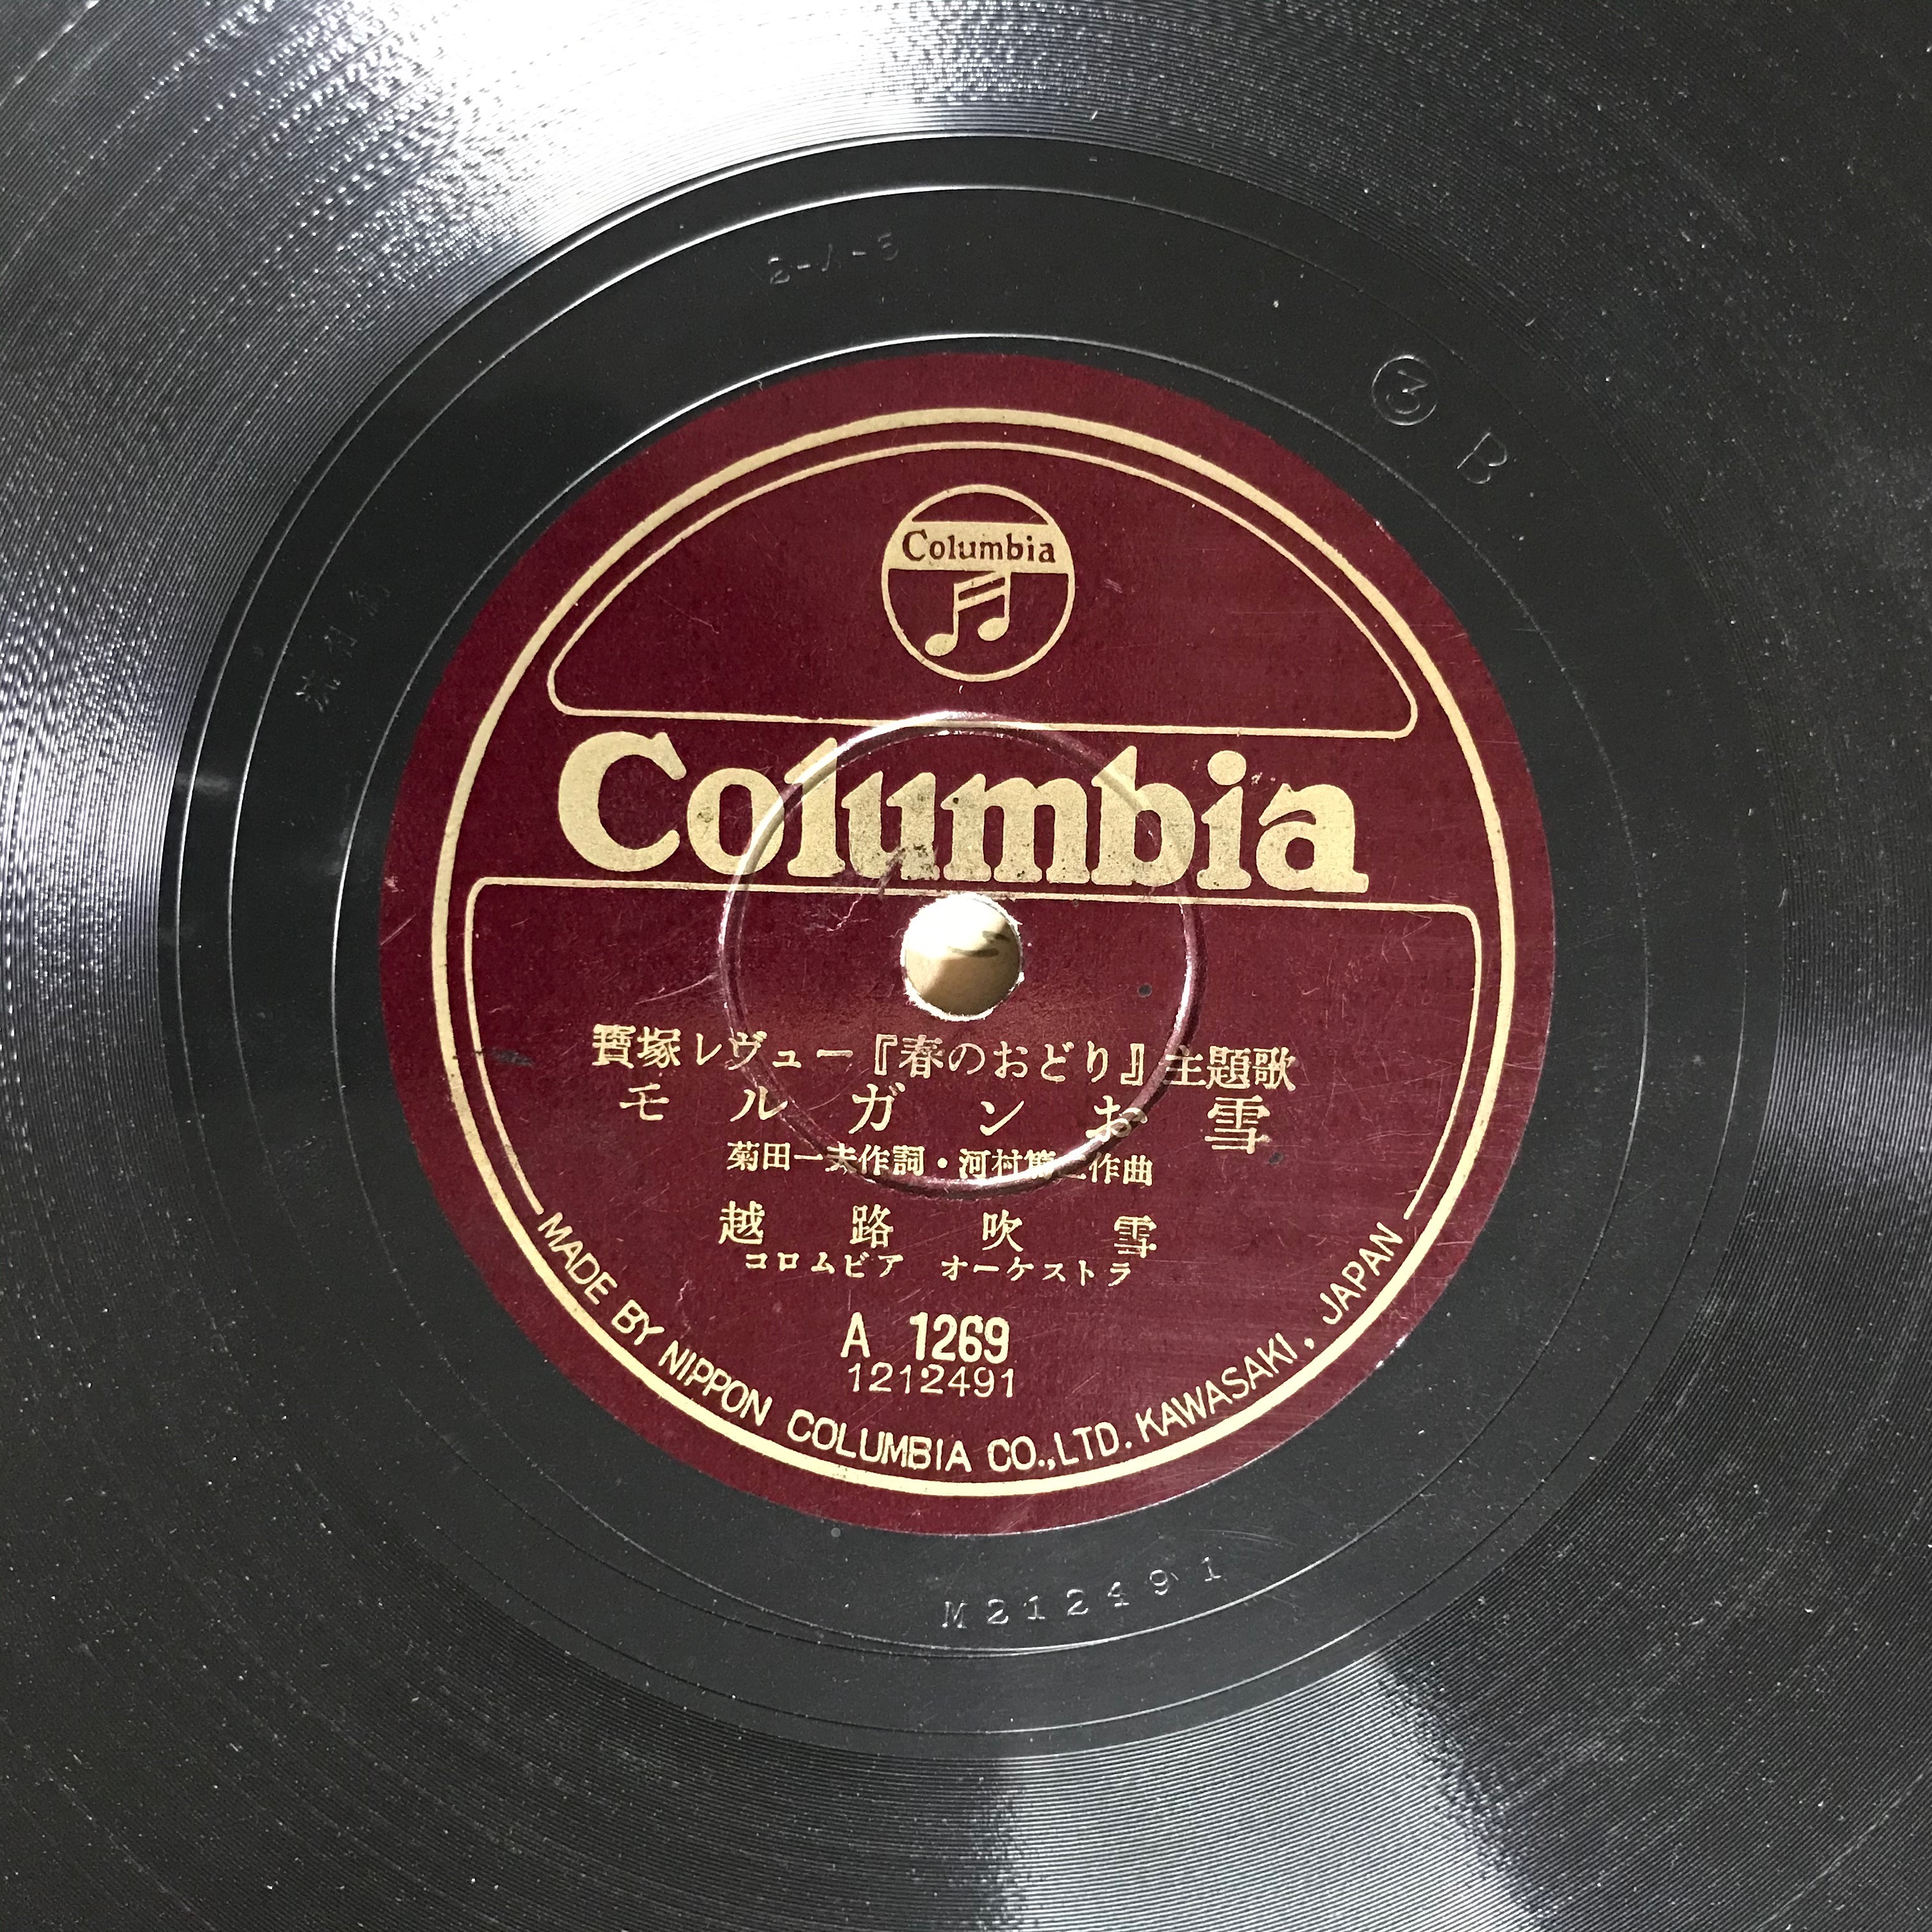 Columbia
Columbia
寶塚レヴュー『春のおどり』主題歌
モルガンお雪
菊田一夫作詞・河村篤二作曲
越路吹雪
コロムビア オーケストラ
A 1269
1212491
MADE BY NIPPON COLUMBIA CO.,LTD. KAWASAKI, JAPAN
M212491
3 B